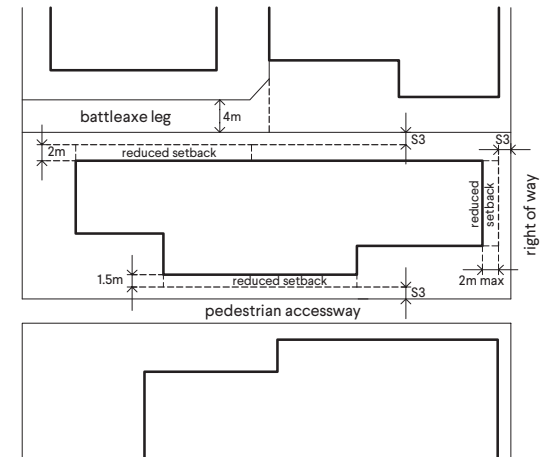 battleaxe leg
4m
S3
S3
2m
reduced setback
reduced
setback
right of way
1.5m
reduced setback
2m max
S3
pedestrian accessway